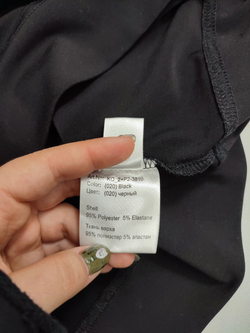 Color: (020) Black
Цвет: (020) черный
Shell
95% Polyester 5% Elastane
Ткань верха
95% полиэстер 5% эластан